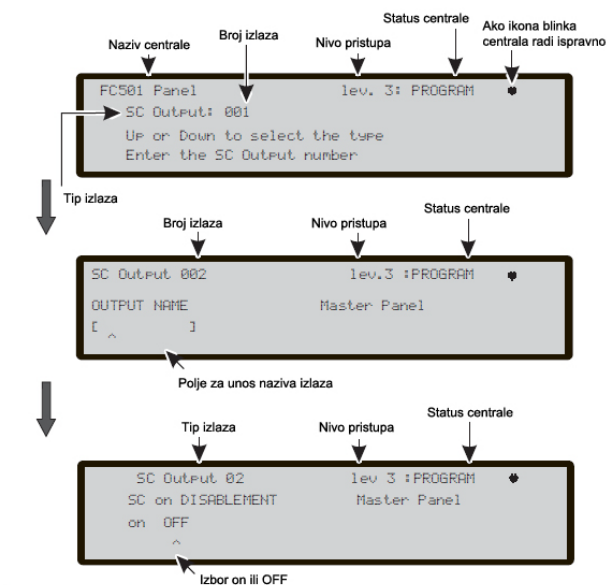 Naziv centrale
Broj izlaza
Nivo pristupa
Status centrale
Ako ikona blinka
centrala radi ispravno
FC501 Panel lev. 3: PROGRAM
SC Output: 001
Up or Down to select the type
Enter the SC Output number
Tip izlaza
Broj izlaza
Nivo pristupa
Status centrale
SC Output 002 lev.3 :PROGRAM
OUTPUT NAME Master Panel
[ ^ ]
Polje za unos naziva izlaza
Tip izlaza
Nivo pristupa
Status centrale
SC Output 02 lev 3 :PROGRAM
SC on DISABLEMENT Master Panel
on OFF
^
Izbor on ili OFF